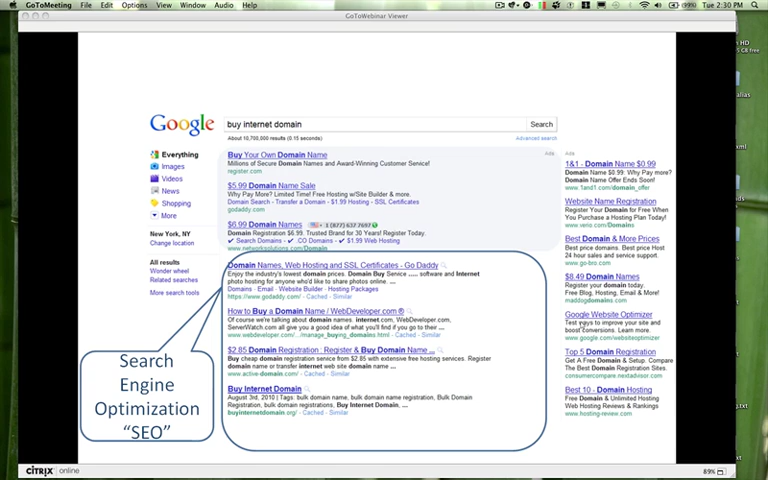 GoToMeeting File Edit Options View Window Audio Help
(99%) Tue 2:30 PM
GoToWebinar Viewer
Google
buy internet domain
Search
About 10,700,000 results (0.15 seconds)
Advanced search
Everything
Images
Videos
News
Shopping
More
New York, NY
Change location
All results
Wonder wheel
Related searches
More search tools
Ads
Buy Your Own Domain Name
Millions of Secure Domain Names and Award-Winning Customer Service!
register.com
$5.99 Domain Name Sale
Why Pay More? Limited Time! Free Hosting w/Site Builder & more.
Domain Search - Transfer a Domain - $1.99 Hosting - SSL Certificates
godaddy.com
$6.99 Domain Names 1 (877) 637 7697
Domain Registration $6.99. Trusted Brand for 30 Years! Register Today.
Search Domains - .CO Domains - $1.99 Web Hosting
www.networksolutions.com/Domain
Domain Names, Web Hosting and SSL Certificates - Go Daddy
Enjoy the industry's lowest domain prices. Domain Buy Service ..... software and Internet
photo hosting for anyone who'd like to share photos online. ...
Domains - Email - Website Builder - Hosting Packages
https://www.godaddy.com/ - Cached - Similar
How to Buy a Domain Name / WebDeveloper.com ®
Of course we're talking about domain names. internet.com, WebDeveloper.com,
ServerWatch.com all give you a good idea of what you'll find if you go to their ...
www.webdeveloper.com/.../manage_buying_domains.html - Cached - Similar
$2.85 Domain Registration : Register & Buy Domain Name ...
Buy cheap domain registration service from $2.85 with extensive free hosting services. Register
domain name or transfer internet web site domain name ...
www.active-domain.com/ - Cached - Similar
Buy Internet Domain
August 3rd, 2010 | Tags: bulk domain name, bulk domain name registration, Bulk Domain
Registration, bulk domain registrations, Buy Internet Domain, ...
buyinternetdomain.org/ - Cached - Similar
Ads
1&1 - Domain Name $0.99
Domain Name $0.99: Why Pay More?
Domain Name Offer Ends Soon!
www.1and1.com/domain_offer
Website Name Registration
Register Your Domain for Free When
You Purchase a Hosting Plan Today!
www.verio.com/Domains
Best Domain & More Prices
Best price domains. Best price Host
24 hour sales and service support
www.go-bro.com
$8.49 Domain Names
Register your domain today.
Free Blog, Hosting, Email & More!
maddogdomains.com
Google Website Optimizer
Test ways to improve your site and
boost conversions. Learn more.
www.google.com/websiteoptimizer
Top 5 Domain Registration
Get A Free Domain & Setup. Compare
The Best Domain Registration Sites.
consumercompare.nestadvisor.com
Best 10 - Domain Hosting
Free & Unlimited Hosting
Web Hosting Reviews & Rankings
www.hosting-review.com
Search
Engine
Optimization
“SEO”
CITRIX online
89%